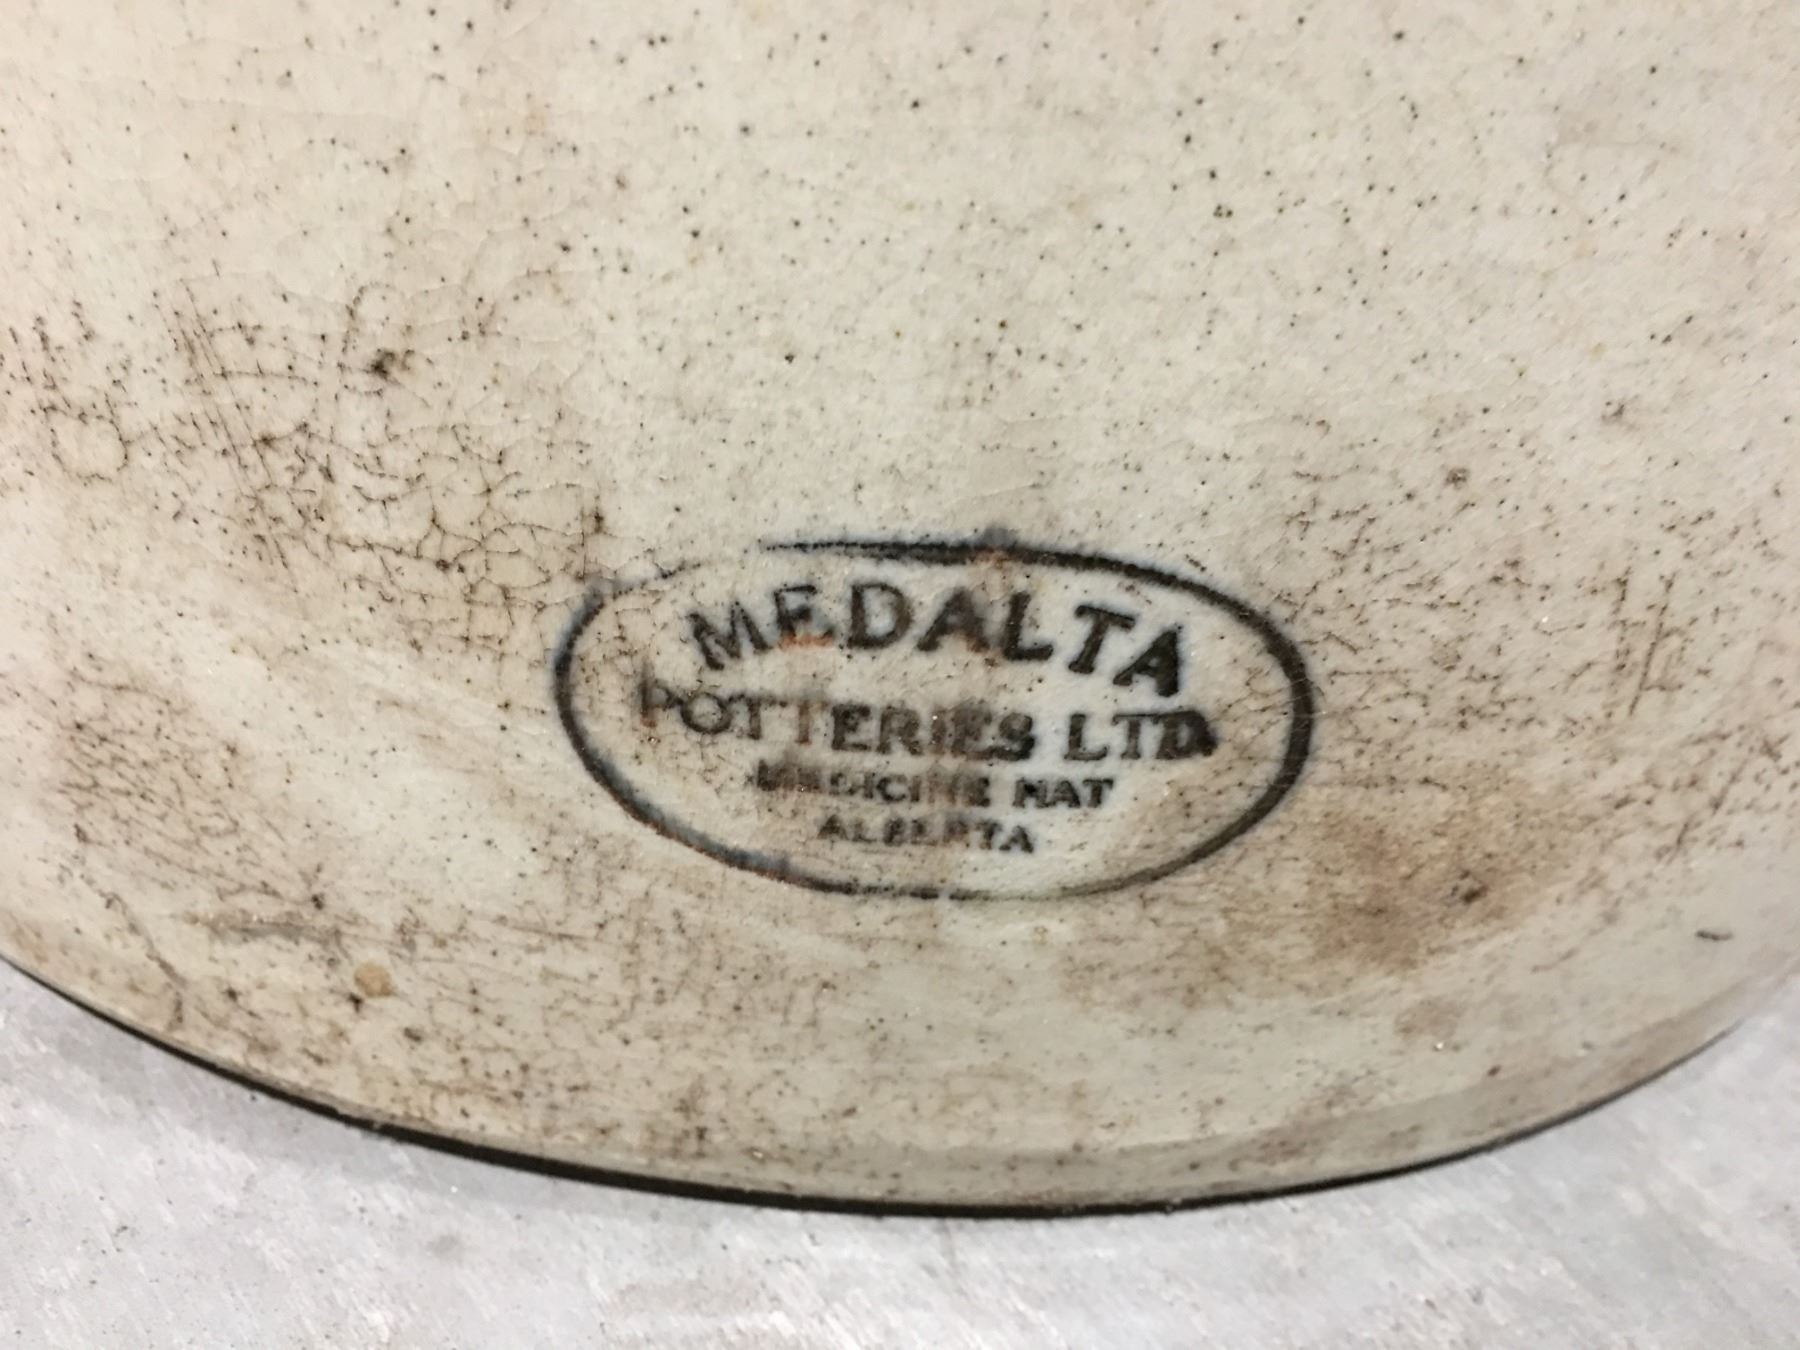 MEDALTA
POTTERIES LTD.
MEDICINE HAT
ALBERTA